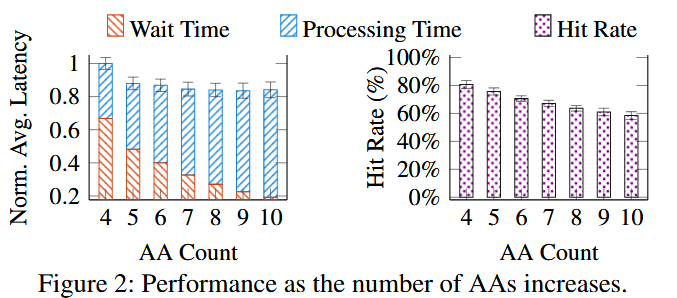 Wait Time Processing Time Hit Rate
Norm. Avg. Latency
1
0.8
0.6
0.4
0.2
4 5 6 7 8 9 10
AA Count
Hit Rate (%)
100%
80%
60%
40%
20%
0%
4 5 6 7 8 9 10
AA Count
Figure 2: Performance as the number of AAs increases.